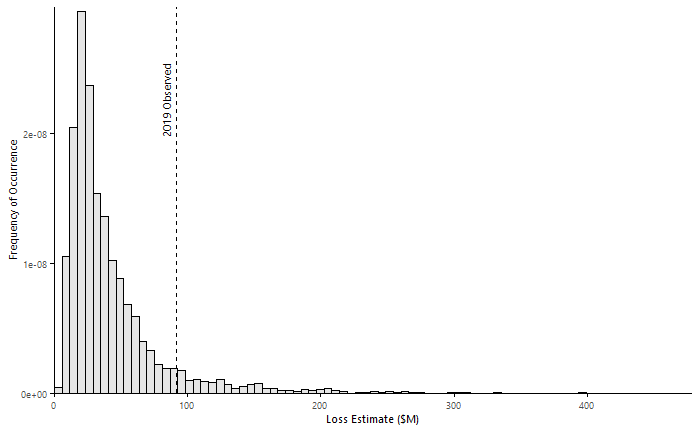 2019 Observed
Frequency of Occurrence
2e-08
1e-08
0e+00
0 100 200 300 400
Loss Estimate ($M)